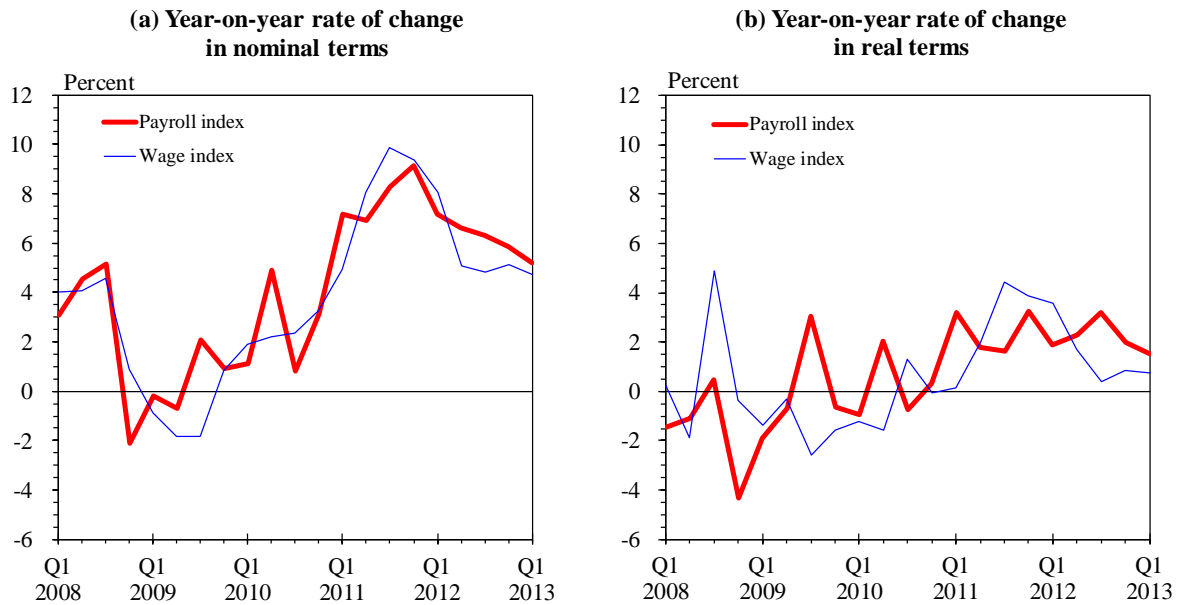 (a) Year-on-year rate of change
in nominal terms
Percent
12
10
8
6
4
2
0
-2
-4
-6
Payroll index
Wage index
Q1 Q1 Q1 Q1 Q1 Q1
2008 2009 2010 2011 2012 2013
(b) Year-on-year rate of change
in real terms
Percent
12
10
8
6
4
2
0
-2
-4
-6
Payroll index
Wage index
Q1 Q1 Q1 Q1 Q1 Q1
2008 2009 2010 2011 2012 2013